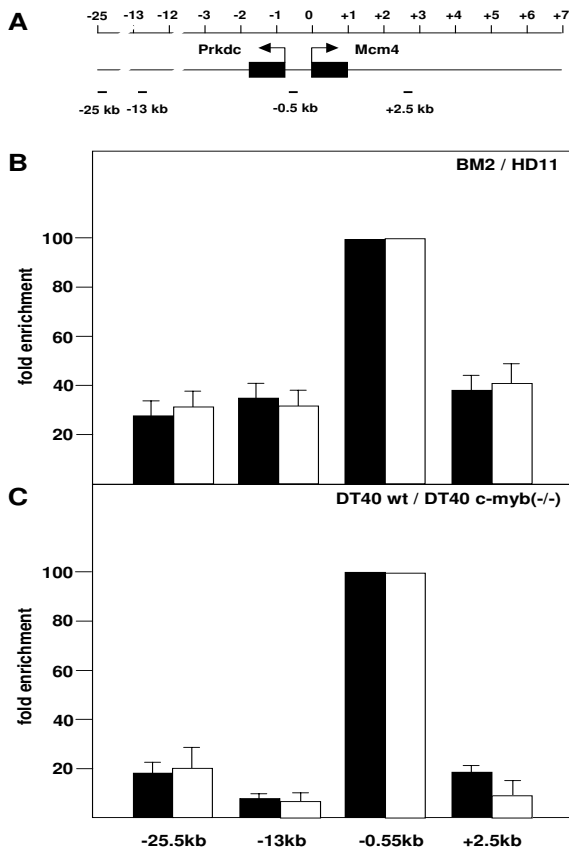 A
-25 -13 -12 -3 -2 -1 0 +1 +2 +3 +4 +5 +6 +7
Prkdc Mcm4
-25 kb -13 kb -0.5 kb +2.5 kb
B
BM2 / HD11
100
80
60
40
20
fold enrichment
C
DT40 wt / DT40 c-myb(-/-)
100
80
60
40
20
fold enrichment
-25.5kb -13kb -0.55kb +2.5kb